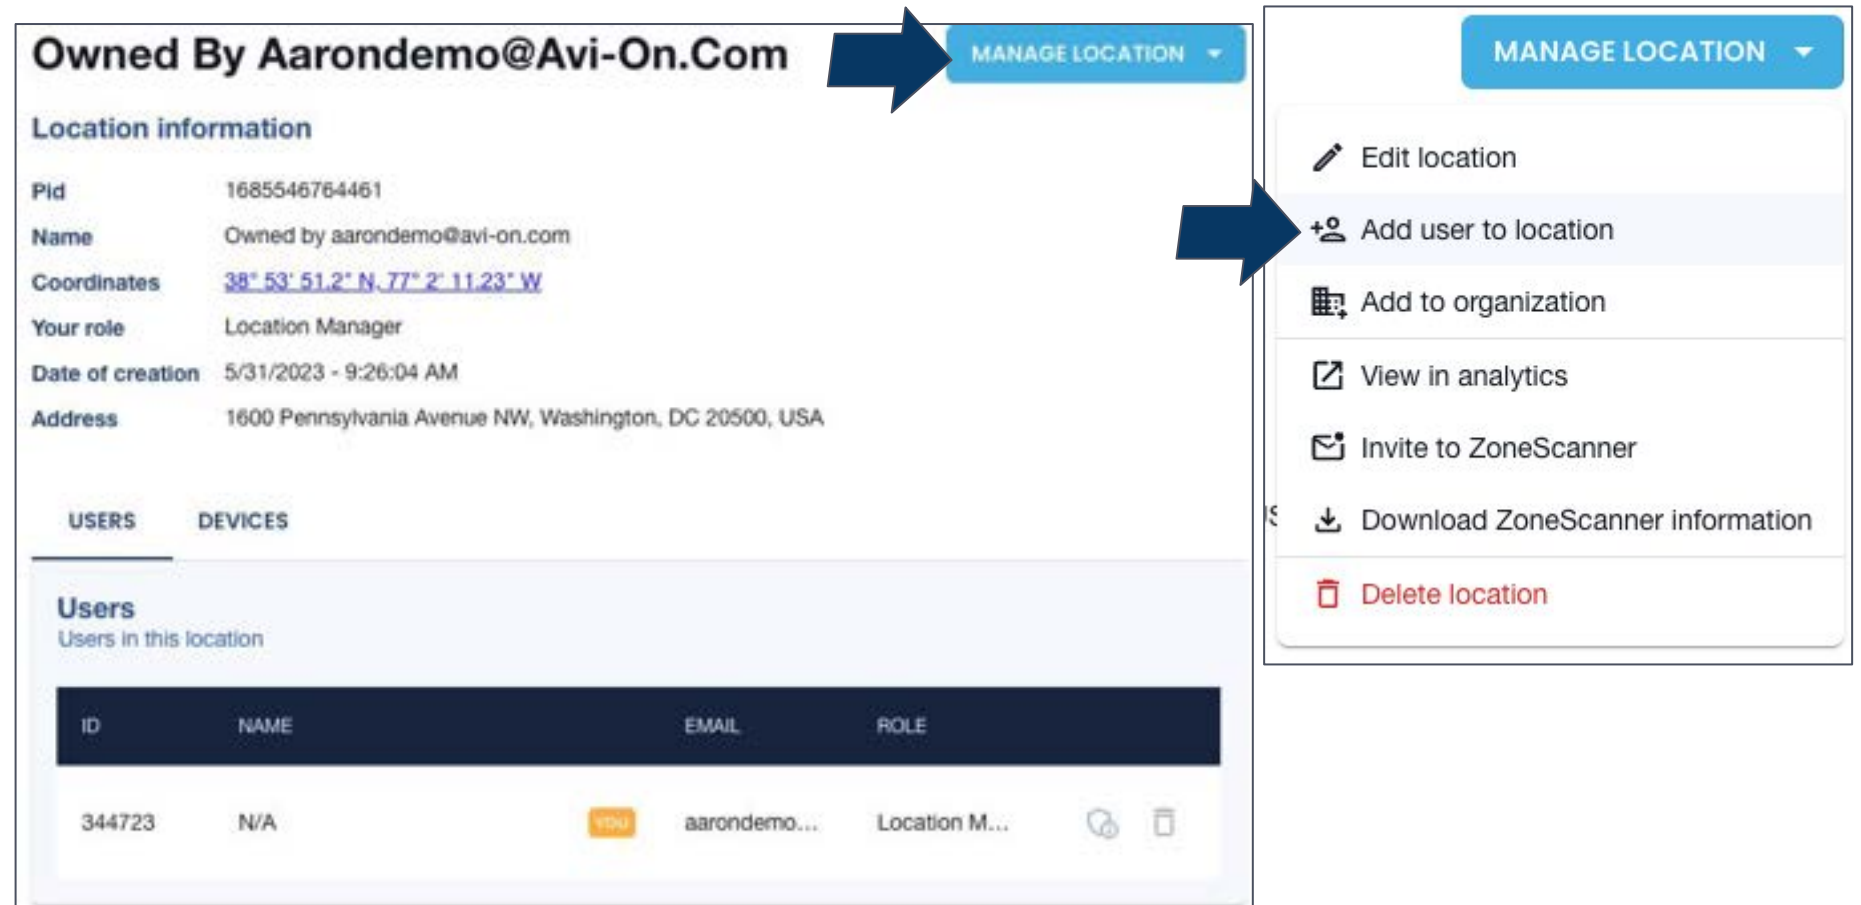 Owned By Aarondemo@Avi-On.Com
MANAGE LOCATION
Location information
Pid 1685546764461
Name Owned by aarondemo@avi-on.com
Coordinates 38° 53' 51.2" N, 77° 2' 11.23" W
Your role Location Manager
Date of creation 5/31/2023 - 9:26:04 AM
Address 1600 Pennsylvania Avenue NW, Washington, DC 20500, USA
USERS DEVICES
Users
Users in this location
ID NAME EMAIL ROLE
344723 N/A YOU aarondemo... Location M...
MANAGE LOCATION
Edit location
Add user to location
Add to organization
View in analytics
Invite to ZoneScanner
Download ZoneScanner information
Delete location